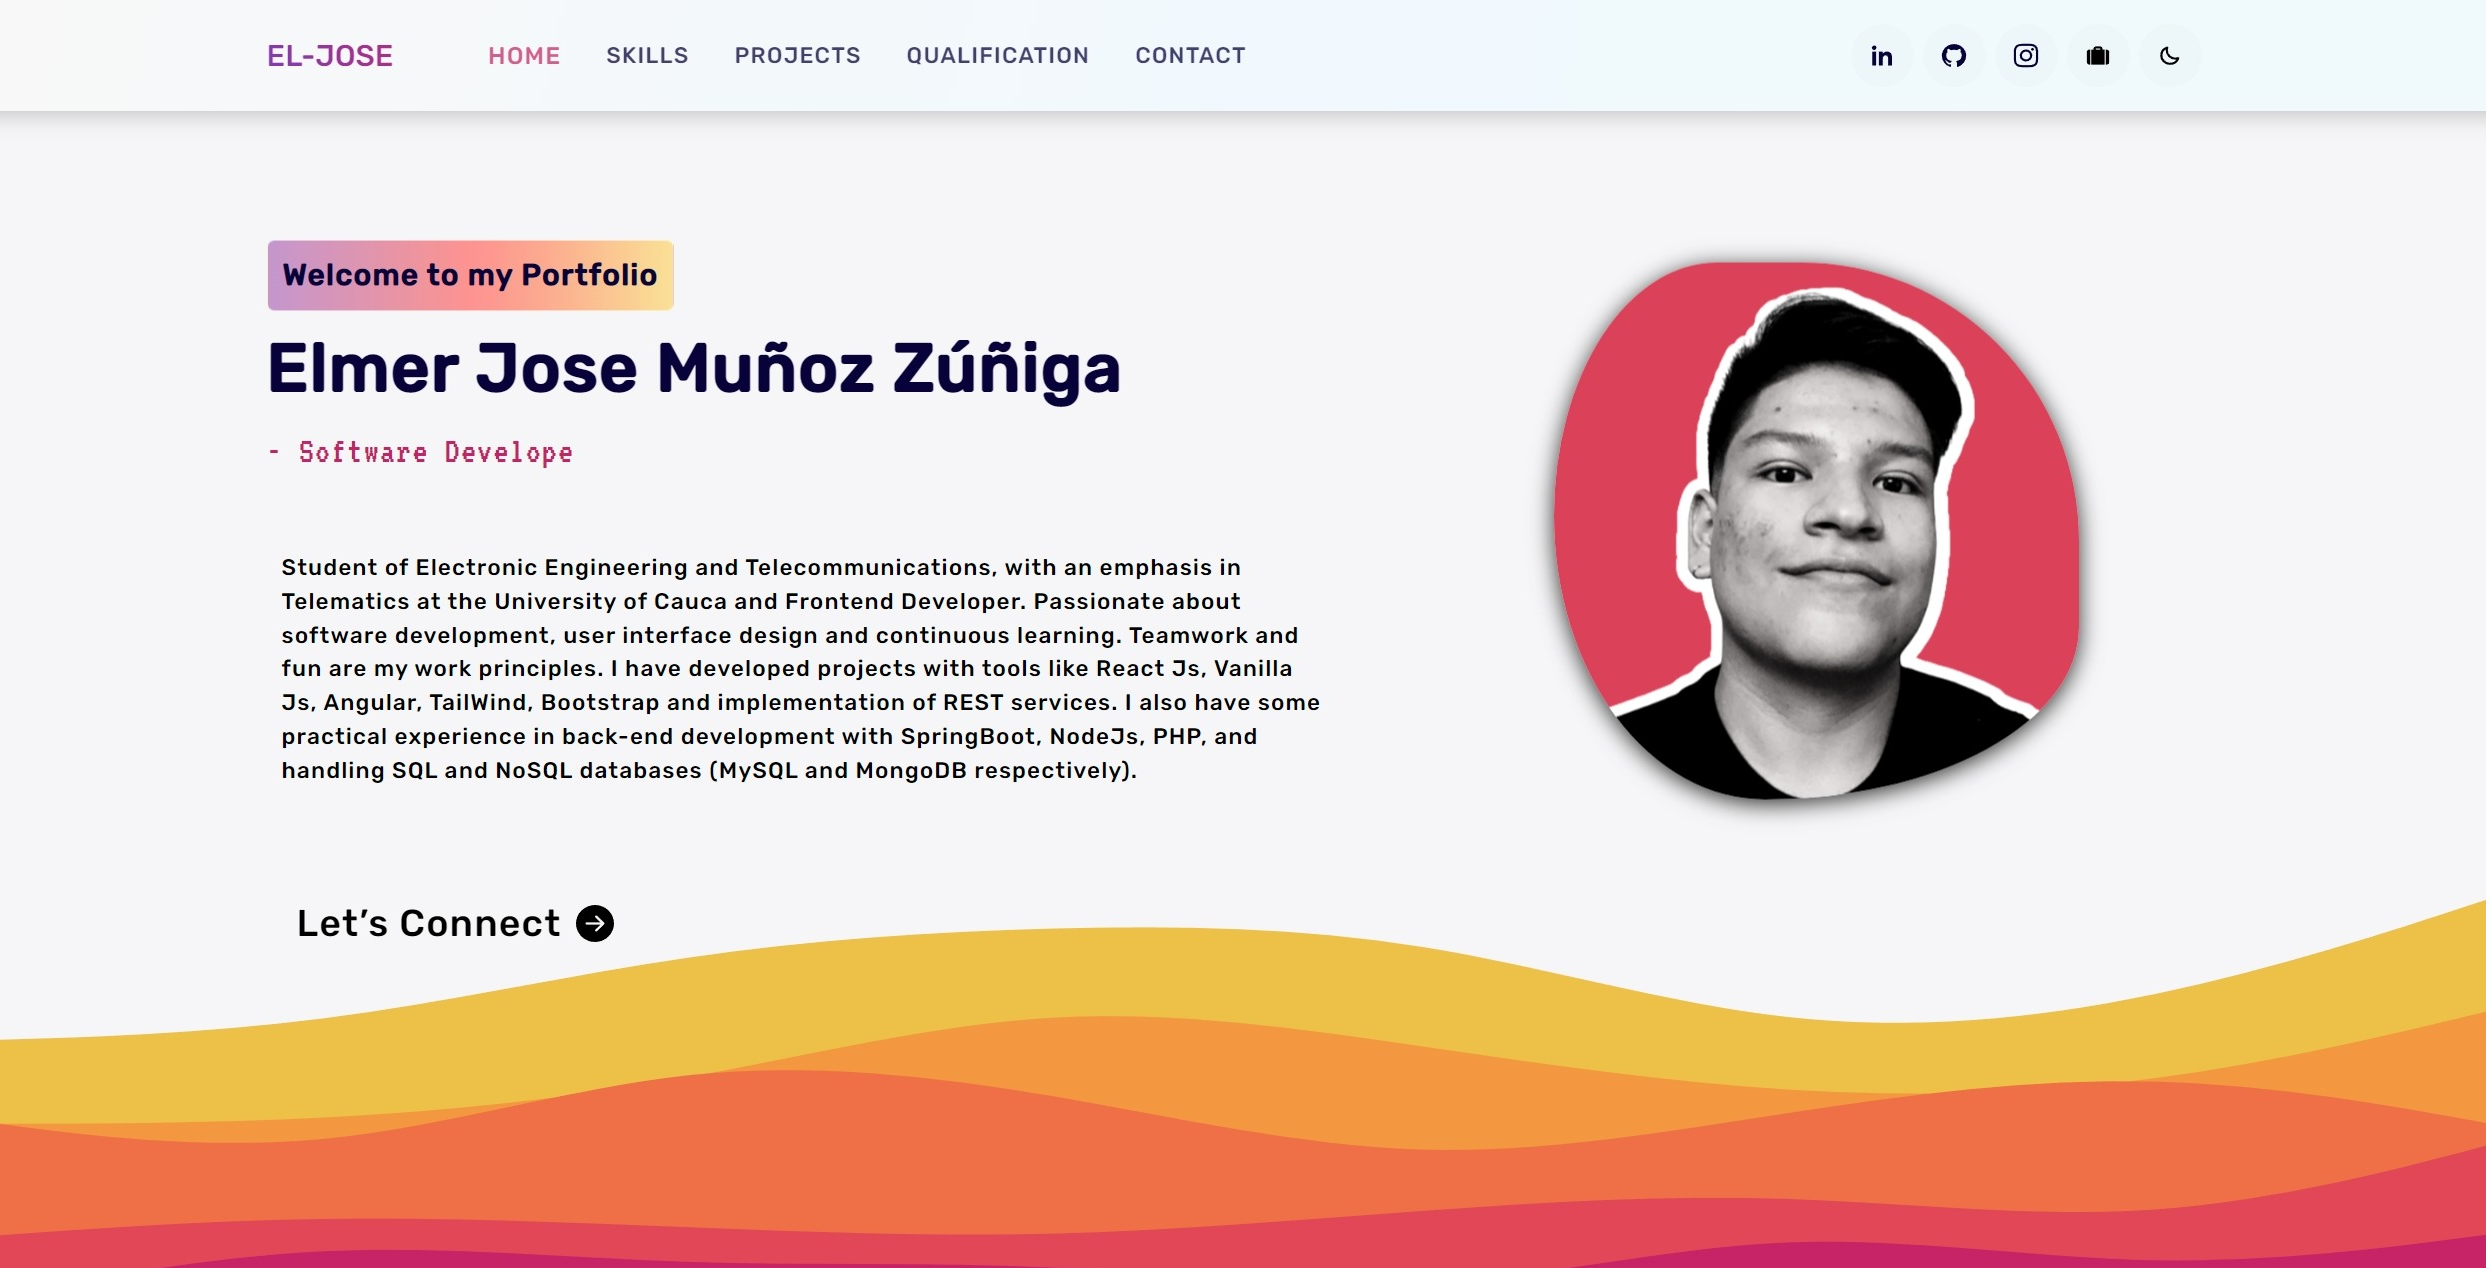 EL-JOSE HOME SKILLS PROJECTS QUALIFICATION CONTACT in
Welcome to my Portfolio
Elmer Jose Muñoz Zúñiga
- Software Develope
Student of Electronic Engineering and Telecommunications, with an emphasis in
Telematics at the University of Cauca and Frontend Developer. Passionate about
software development, user interface design and continuous learning. Teamwork and
fun are my work principles. I have developed projects with tools like React Js, Vanilla
Js, Angular, TailWind, Bootstrap and implementation of REST services. I also have some
practical experience in back-end development with SpringBoot, NodeJs, PHP, and
handling SQL and NoSQL databases (MySQL and MongoDB respectively).
Let’s Connect